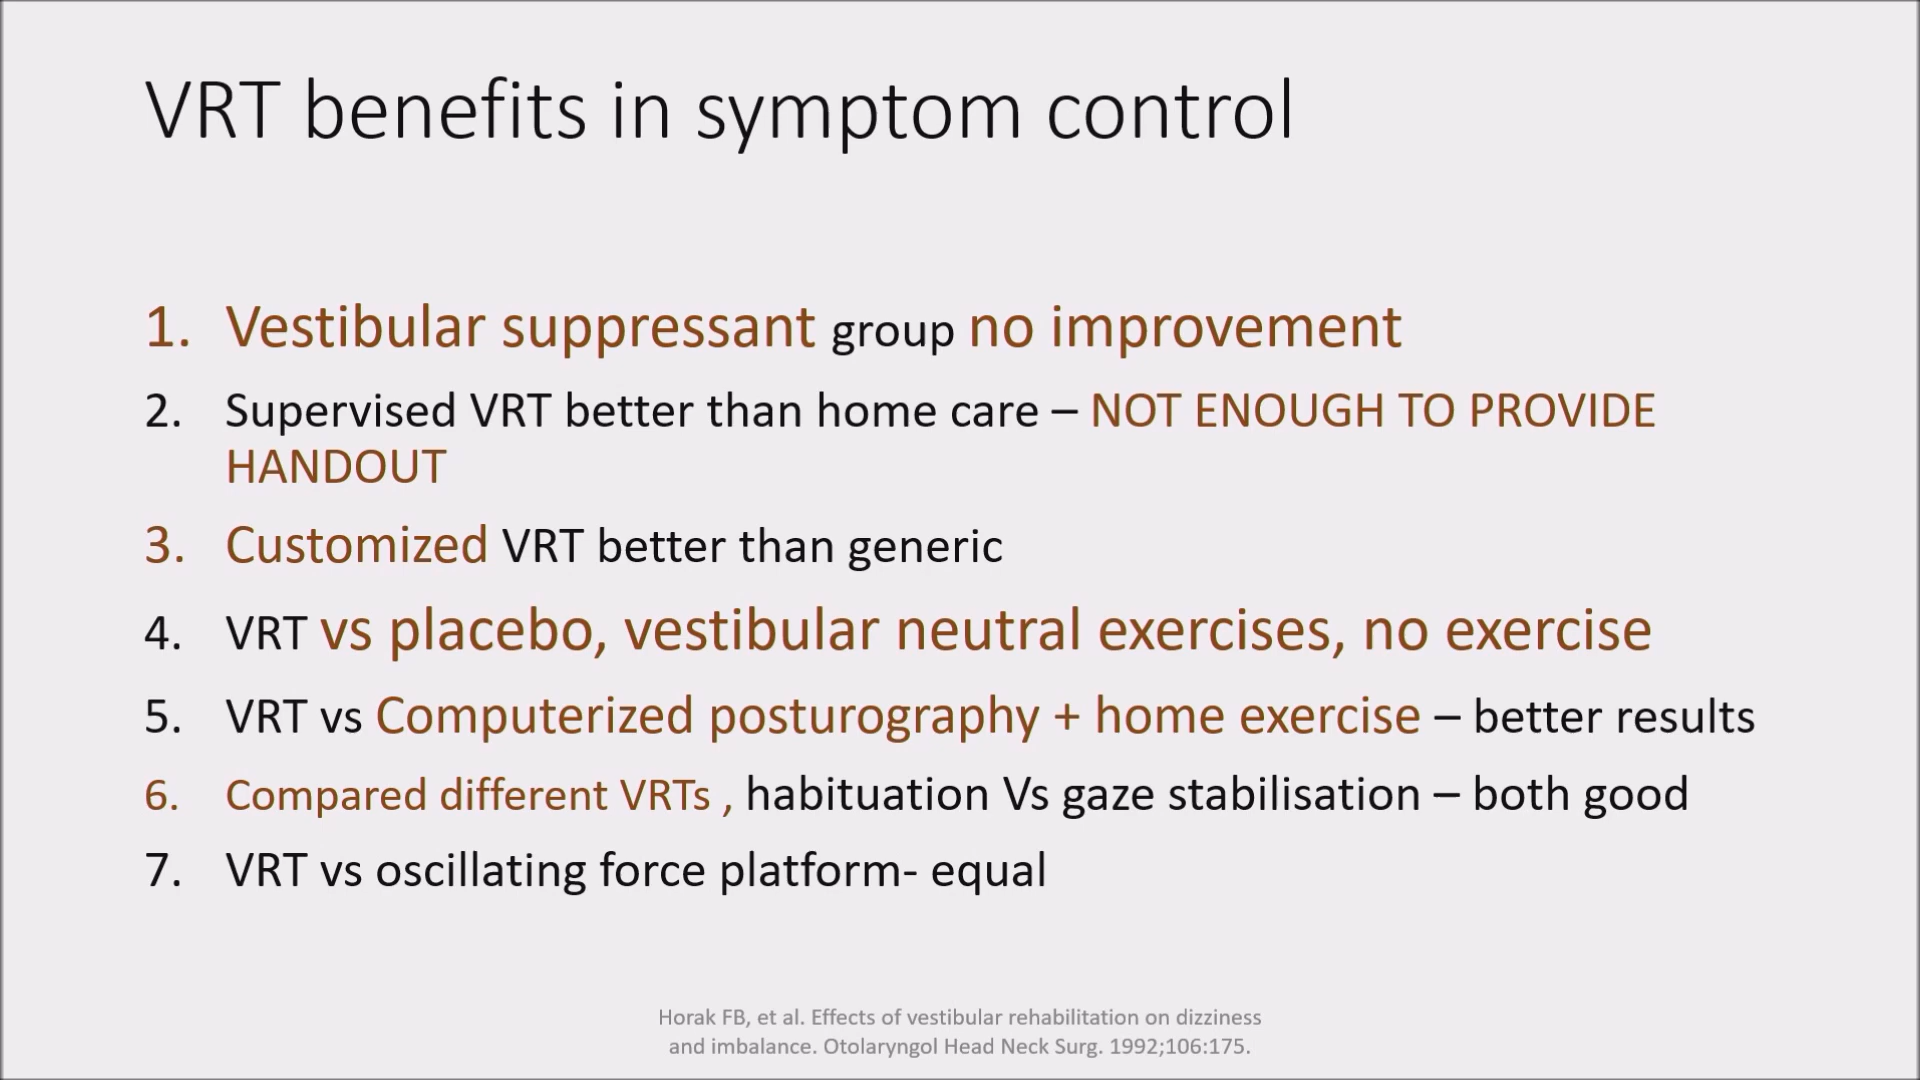 VRT benefits in symptom control
1. Vestibular suppressant group no improvement
2. Supervised VRT better than home care – NOT ENOUGH TO PROVIDE
HANDOUT
3. Customized VRT better than generic
4. VRT vs placebo, vestibular neutral exercises, no exercise
5. VRT vs Computerized posturography + home exercise – better results
6. Compared different VRTs , habituation Vs gaze stabilisation – both good
7. VRT vs oscillating force platform- equal
Horak FB, et al. Effects of vestibular rehabilitation on dizziness
and imbalance. Otolaryngol Head Neck Surg. 1992;106:175.